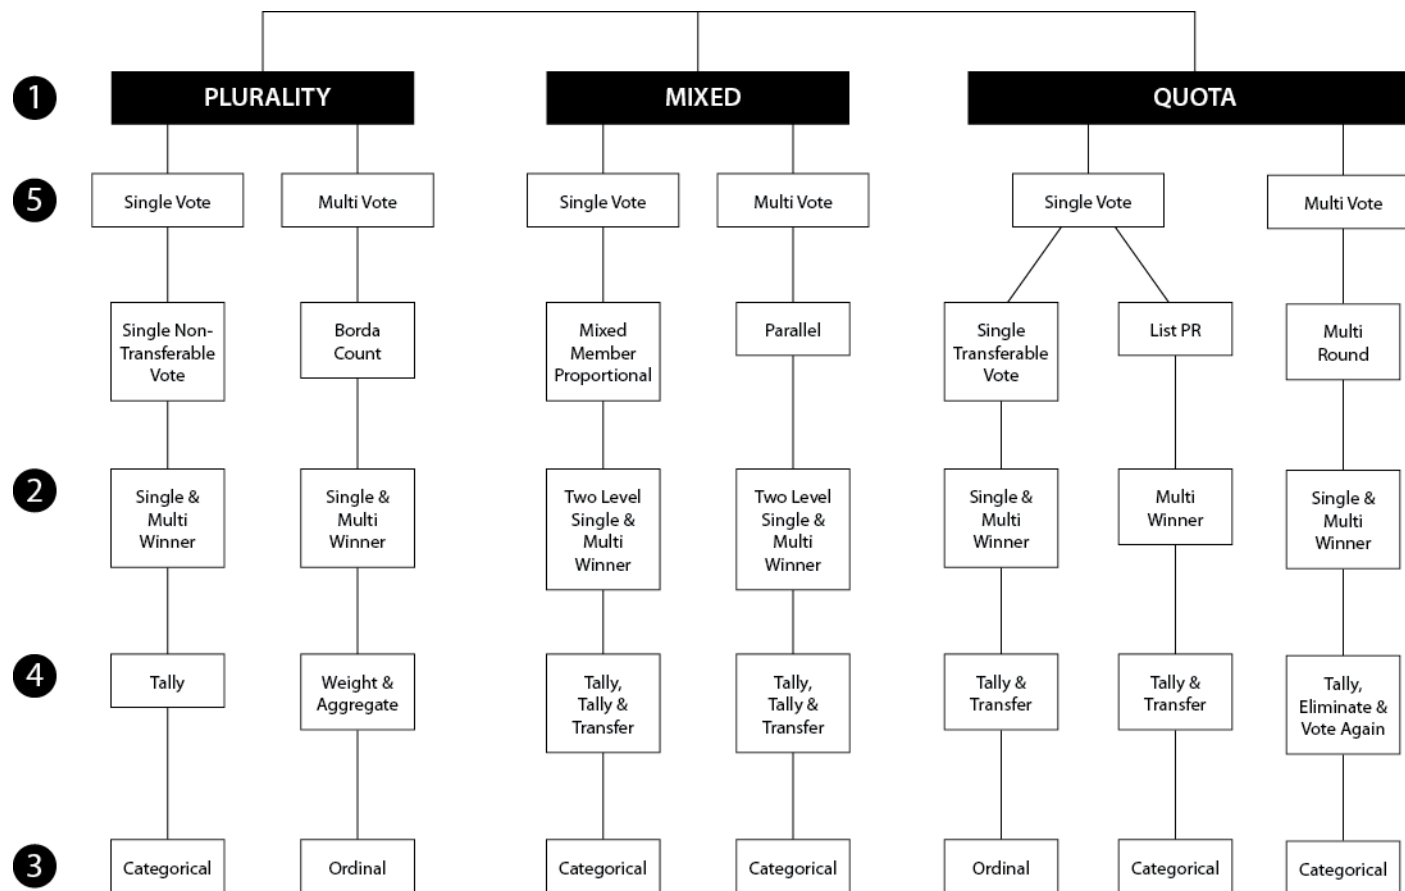 1
PLURALITY
MIXED
QUOTA
5
Single Vote
Multi Vote
Single Vote
Multi Vote
Single Vote
Multi Vote
Single Non-
Transferable
Vote
Borda
Count
Mixed
Member
Proportional
Parallel
Single
Transferable
Vote
List PR
Multi
Round
2
Single &
Multi
Winner
Single &
Multi
Winner
Two Level
Single &
Multi
Winner
Two Level
Single &
Multi
Winner
Single &
Multi
Winner
Multi
Winner
Single &
Multi
Winner
4
Tally
Weight &
Aggregate
Tally,
Tally &
Transfer
Tally,
Tally &
Transfer
Tally &
Transfer
Tally &
Transfer
Tally,
Eliminate &
Vote Again
3
Categorical
Ordinal
Categorical
Categorical
Ordinal
Categorical
Categorical